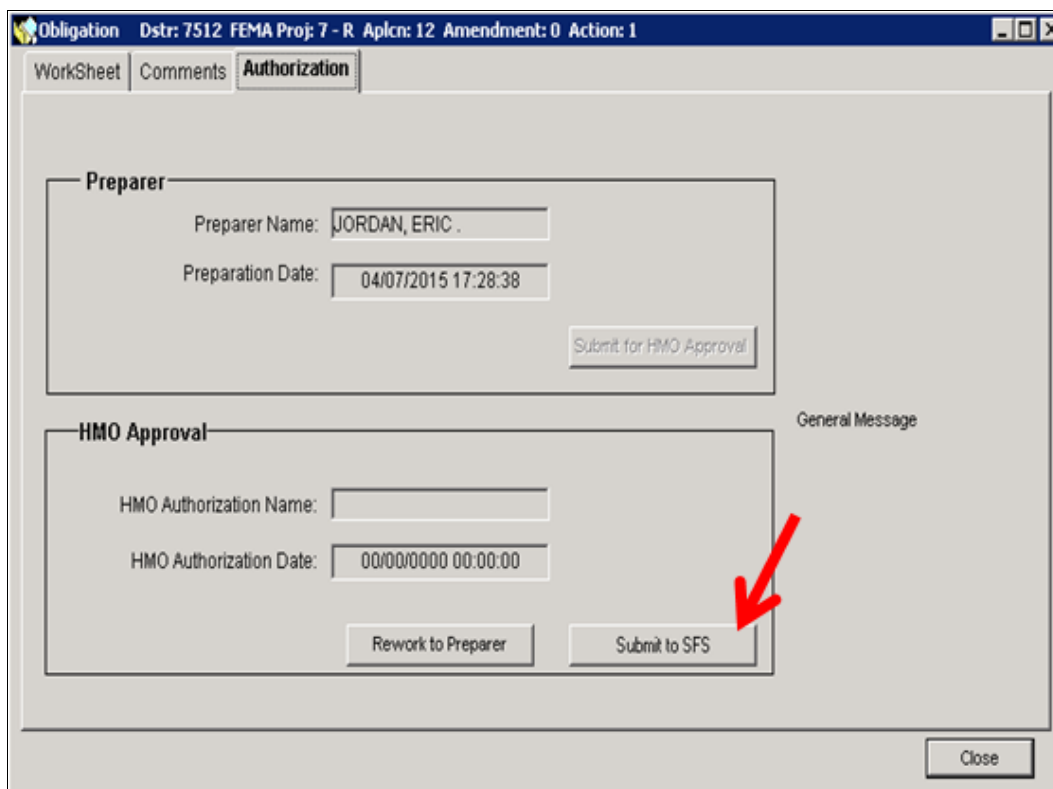 Obligation Dstr: 7512 FEMA Proj: 7 - R Aplcn: 12 Amendment: 0 Action: 1
WorkSheet Comments Authorization
Preparer
Preparer Name: JORDAN, ERIC .
Preparation Date: 04/07/2015 17:28:38
Submit for HMO Approval
General Message
HMO Approval
HMO Authorization Name:
HMO Authorization Date: 00/00/0000 00:00:00
Rework to Preparer Submit to SFS
Close